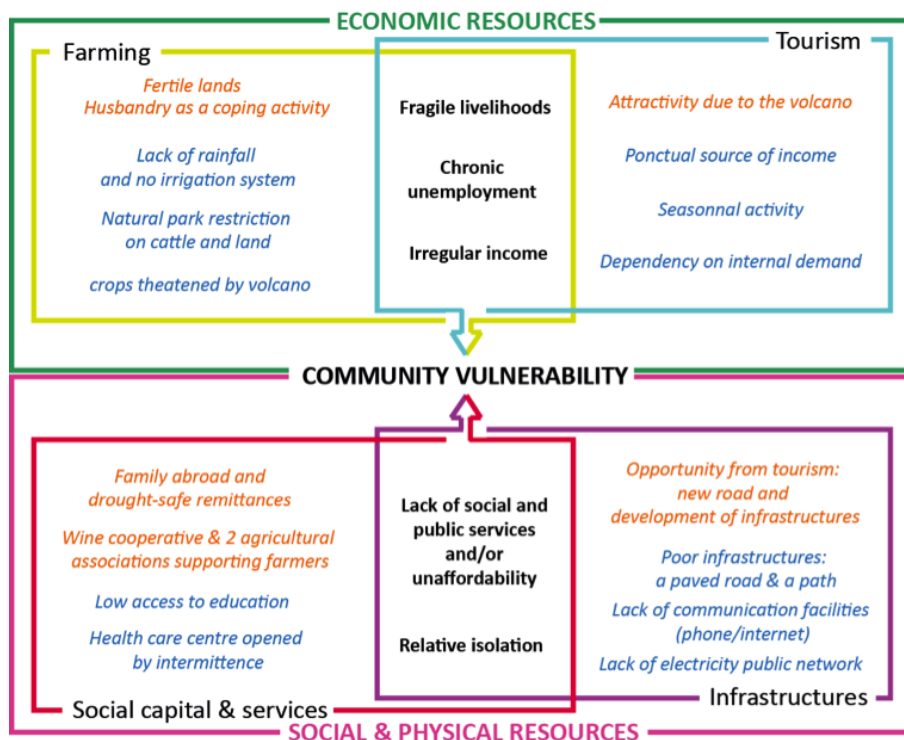 ECONOMIC RESOURCES
Farming
Tourism
Fertile lands
Husbandry as a coping activity
Lack of rainfall
and no irrigation system
Natural park restriction
on cattle and land
crops theatened by volcano
Fragile livelihoods
Chronic
unemployment
Irregular income
Attractivity due to the volcano
Ponctual source of income
Seasonnal activity
Dependency on internal demand
COMMUNITY VULNERABILITY
Family abroad and
drought-safe remittances
Wine cooperative & 2 agricultural
associations supporting farmers
Low access to education
Health care centre opened
by intermittence
Lack of social and
public services
and/or
unaffordability
Relative isolation
Opportunity from tourism:
new road and
development of infrastructures
Poor infrastructures:
a paved road & a path
Lack of communication facilities
(phone/internet)
Lack of electricity public network
Social capital & services
Infrastructures
SOCIAL & PHYSICAL RESOURCES